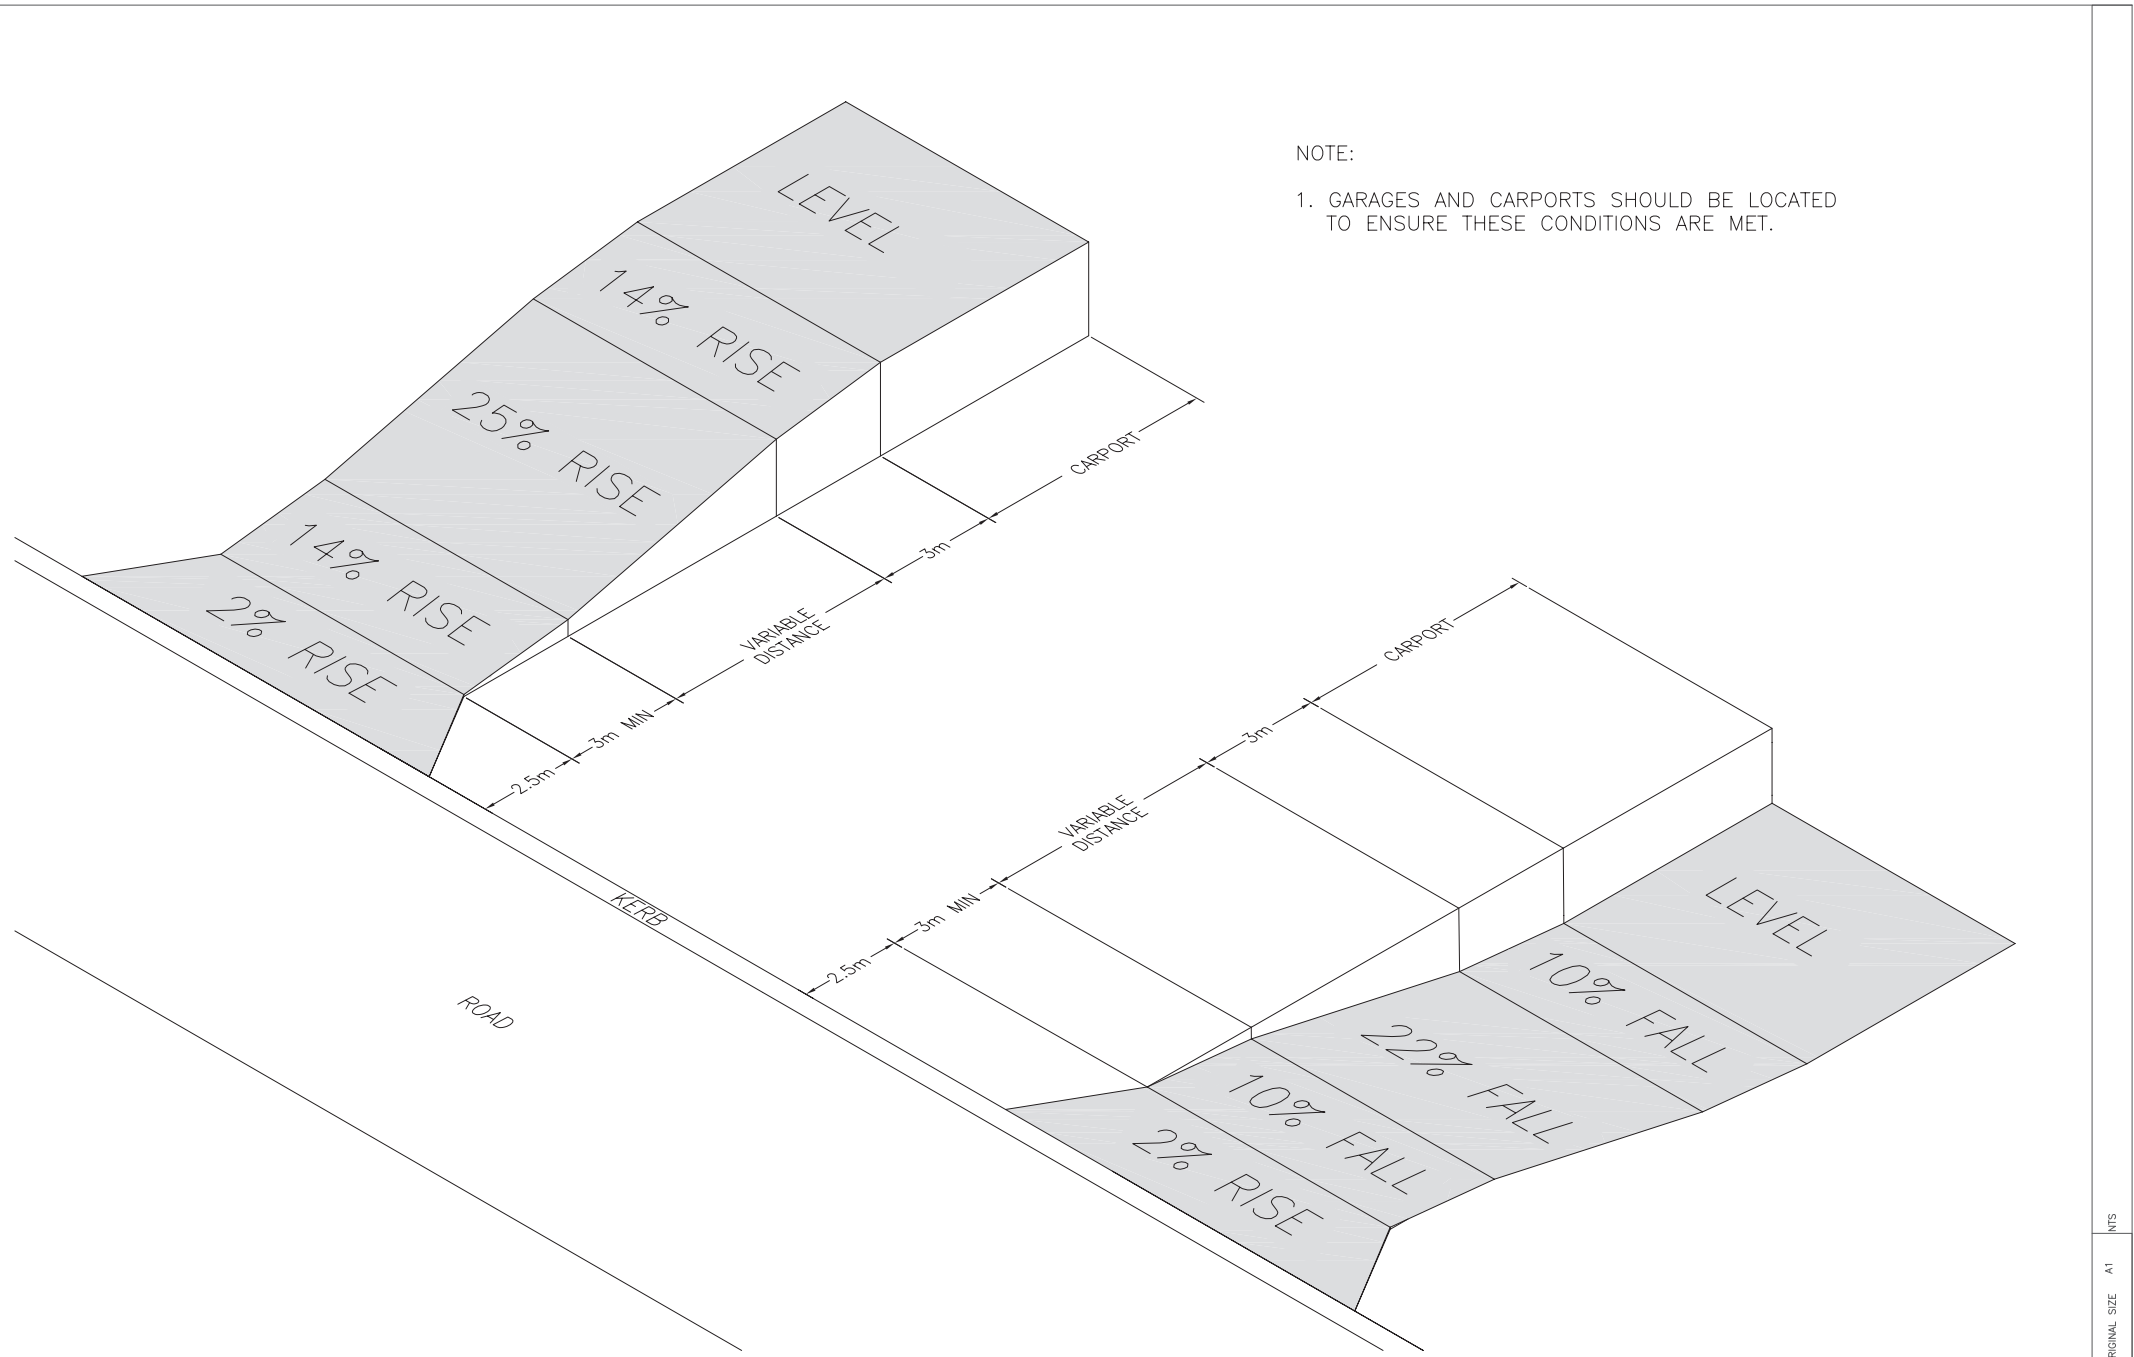 NOTE:
1. GARAGES AND CARPORTS SHOULD BE LOCATED
TO ENSURE THESE CONDITIONS ARE MET.
LEVEL
14% RISE
25% RISE
14% RISE
2% RISE
CARPORT
3m
VARIABLE
DISTANCE
3m MIN
2.5m
CARPORT
3m
VARIABLE
DISTANCE
3m MIN
2.5m
LEVEL
10% FALL
22% FALL
10% FALL
2% RISE
KERB
ROAD
NTS
RIGINAL SIZE A1